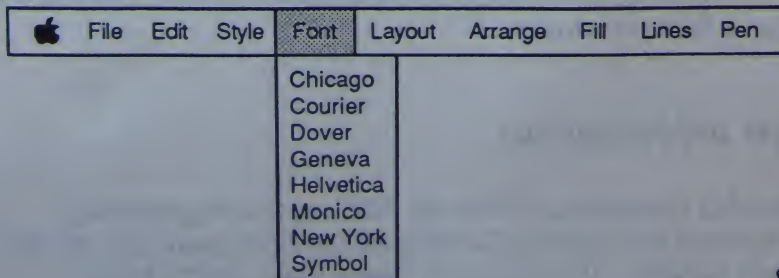 File Edit Style Font Layout Arrange Fill Lines Pen
Chicago
Courier
Dover
Geneva
Helvetica
Monico
New York
Symbol